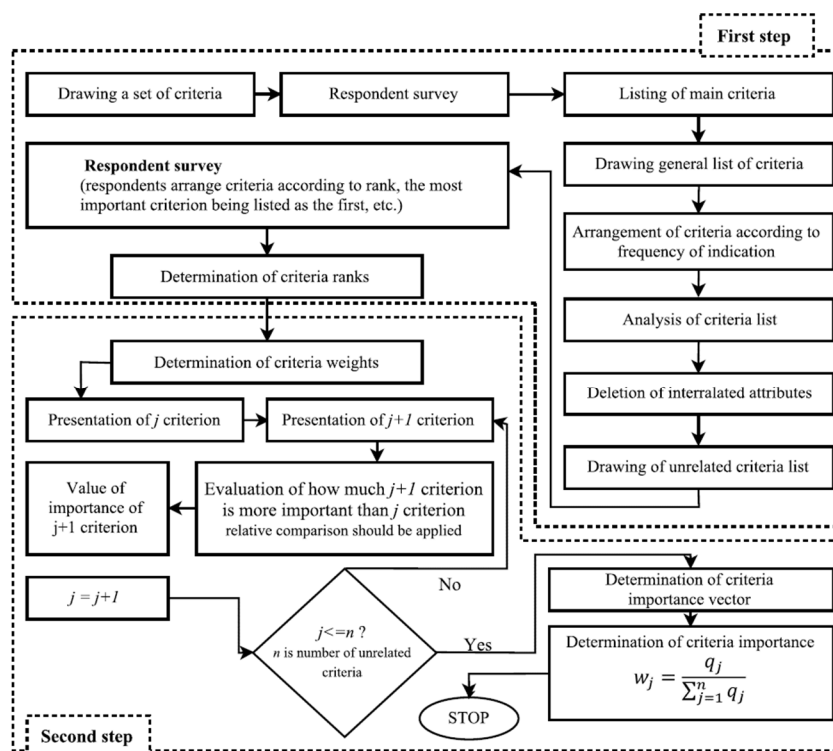 First step
Drawing a set of criteria
Respondent survey
Listing of main criteria
Drawing general list of criteria
Arrangement of criteria according to
frequency of indication
Analysis of criteria list
Deletion of interralated attributes
Drawing of unrelated criteria list
Respondent survey
(respondents arrange criteria according to rank, the most
important criterion being listed as the first, etc.)
Determination of criteria ranks
Determination of criteria weights
Presentation of j criterion
Presentation of j+1 criterion
Evaluation of how much j+1 criterion
is more important than j criterion
relative comparison should be applied
Value of
importance of
j+1 criterion
j = j+1
j<=n ?
n is number of unrelated
criteria
No
Yes
Determination of criteria
importance vector
Determination of criteria importance
w_j = q_j / ∑_{j=1}^{n} q_j
STOP
Second step